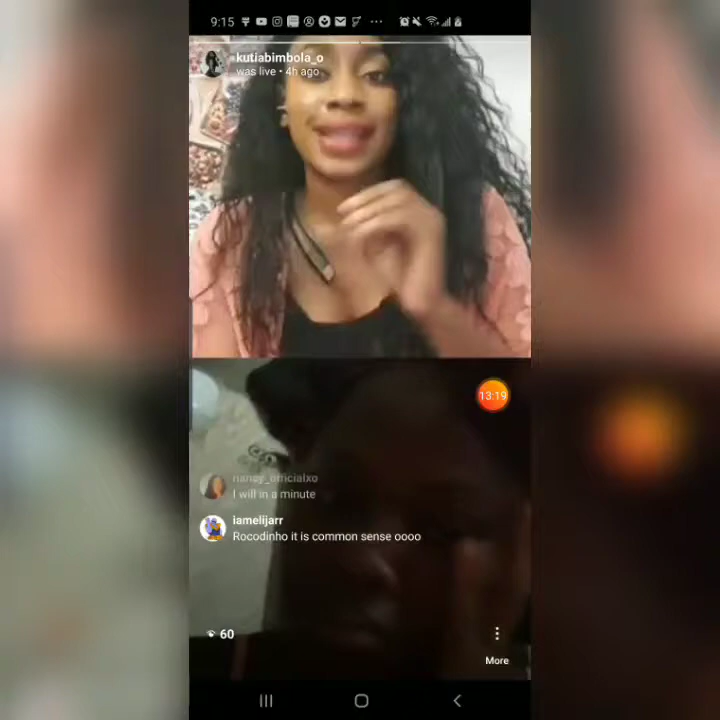 9:15
kutiabimbola_o
was live • 4h ago
13:19
nancy_officialxo
I will in a minute
iamelijarr
Rocodinho it is common sense oooo
60
More